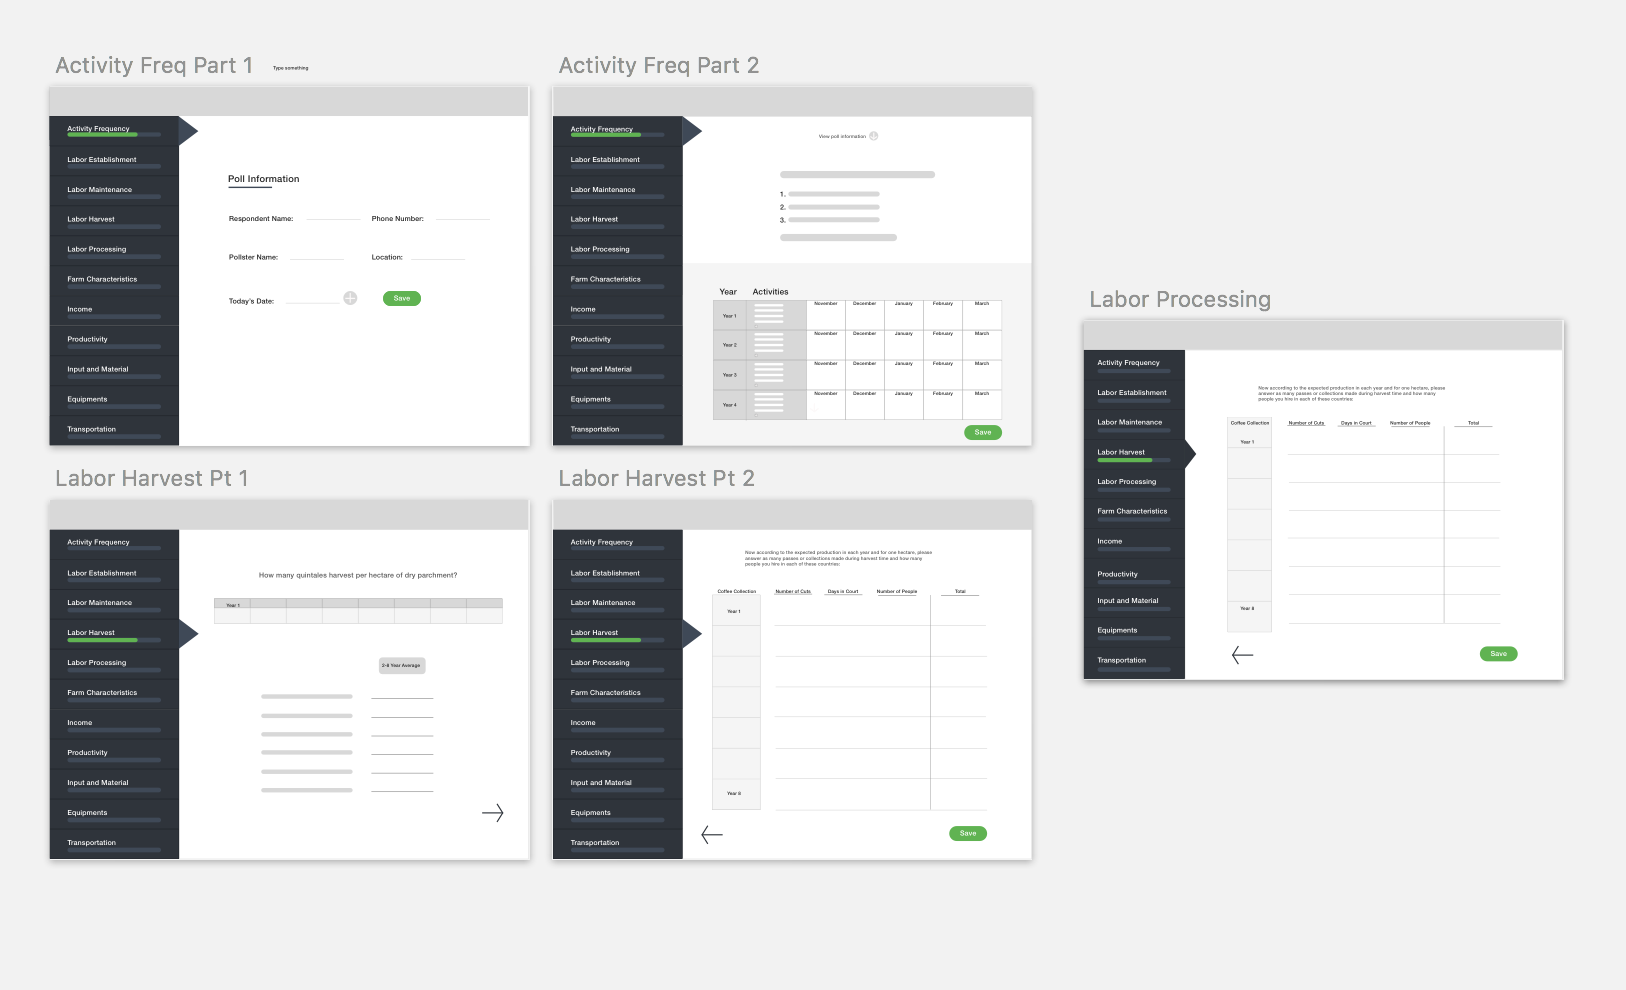 Activity Freq Part 1
Type something
Activity Frequency
Labor Establishment
Labor Maintenance
Labor Harvest
Labor Processing
Farm Characteristics
Income
Productivity
Input and Material
Equipments
Transportation
Poll Information
Respondent Name:
Phone Number:
Pollster Name:
Location:
Today's Date:
Save
Activity Freq Part 2
Activity Frequency
Labor Establishment
Labor Maintenance
Labor Harvest
Labor Processing
Farm Characteristics
Income
Productivity
Input and Material
Equipments
Transportation
View poll information
1.
2.
3.
Year Activities
Year 1 November December January February March
Year 2 November December January February March
Year 3 November December January February March
Year 4 November December January February March
Save
Labor Harvest Pt 1
Activity Frequency
Labor Establishment
Labor Maintenance
Labor Harvest
Labor Processing
Farm Characteristics
Income
Productivity
Input and Material
Equipments
Transportation
How many quintales harvest per hectare of dry parchment?
Year 1
2-8 Year Average
Labor Harvest Pt 2
Activity Frequency
Labor Establishment
Labor Maintenance
Labor Harvest
Labor Processing
Farm Characteristics
Income
Productivity
Input and Material
Equipments
Transportation
Now according to the expected production in each year and for one hectare, please
answer as many passes or collections made during harvest time and how many
people you hire in each of these countries:
Coffee Collection Number of Cuts Days in Court Number of People Total
Year 1
Year 8
Save
Labor Processing
Activity Frequency
Labor Establishment
Labor Maintenance
Labor Harvest
Labor Processing
Farm Characteristics
Income
Productivity
Input and Material
Equipments
Transportation
Now according to the expected production in each year and for one hectare, please
answer as many passes or collections made during harvest time and how many
people you hire in each of these countries:
Coffee Collection Number of Cuts Days in Court Number of People Total
Year 1
Year 8
Save